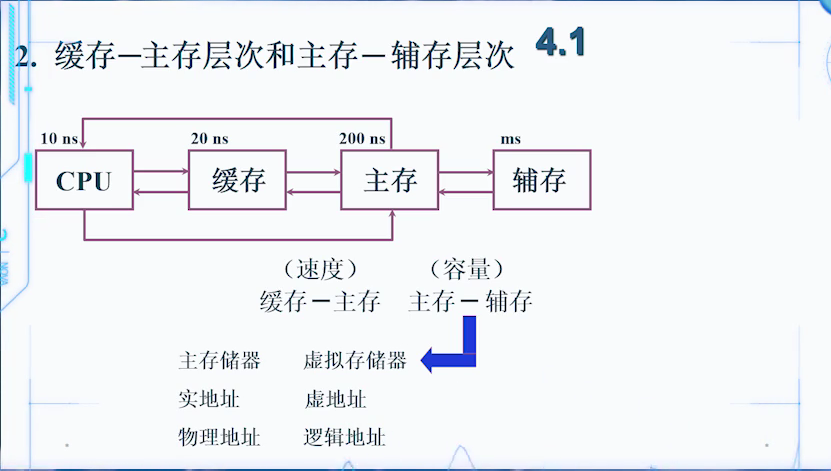 2. 缓存－主存层次和主存－辅存层次 4.1
10 ns 20 ns 200 ns ms
CPU 缓存 主存 辅存
（速度） （容量）
缓存－主存 主存－辅存
主存储器 虚拟存储器
实地址 虚地址
物理地址 逻辑地址